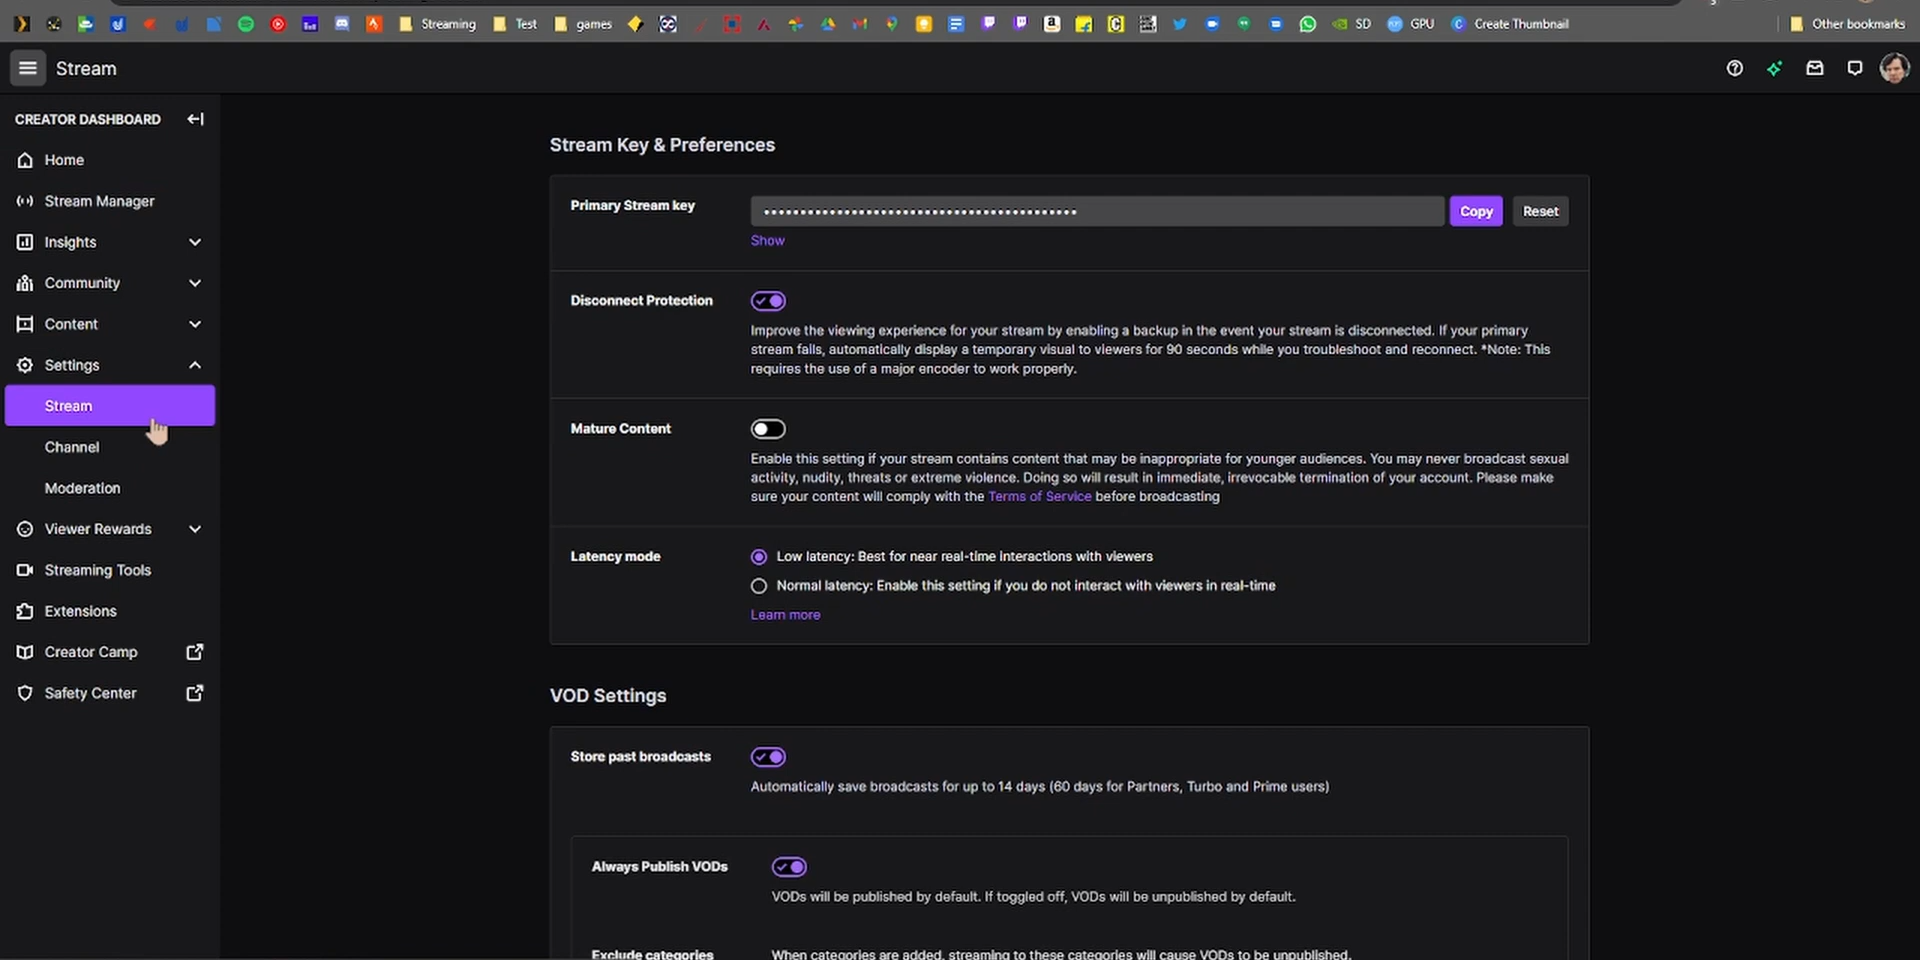 Streaming
Test
games
SD
GPU
Create Thumbnail
Other bookmarks
Stream
CREATOR DASHBOARD
Home
Stream Manager
Insights
Community
Content
Settings
Stream
Channel
Moderation
Viewer Rewards
Streaming Tools
Extensions
Creator Camp
Safety Center
Stream Key & Preferences
Primary Stream key
Copy
Reset
Show
Disconnect Protection
Improve the viewing experience for your stream by enabling a backup in the event your stream is disconnected. If your primary
stream fails, automatically display a temporary visual to viewers for 90 seconds while you troubleshoot and reconnect. *Note: This
requires the use of a major encoder to work properly.
Mature Content
Enable this setting if your stream contains content that may be inappropriate for younger audiences. You may never broadcast sexual
activity, nudity, threats or extreme violence. Doing so will result in immediate, irrevocable termination of your account. Please make
sure your content will comply with the Terms of Service before broadcasting
Latency mode
Low latency: Best for near real-time interactions with viewers
Normal latency: Enable this setting if you do not interact with viewers in real-time
Learn more
VOD Settings
Store past broadcasts
Automatically save broadcasts for up to 14 days (60 days for Partners, Turbo and Prime users)
Always Publish VODs
VODs will be published by default. If toggled off, VODs will be unpublished by default.
Exclude categories
When categories are added, streaming to these categories will cause VODs to be unpublished.